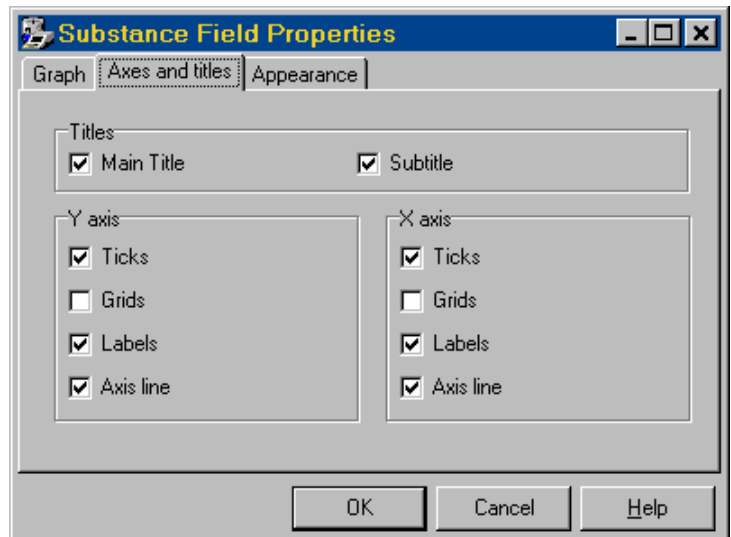 Substance Field Properties
Graph Axes and titles Appearance
Titles
Main Title Subtitle
Y axis
Ticks
Grids
Labels
Axis line
X axis
Ticks
Grids
Labels
Axis line
OK Cancel Help